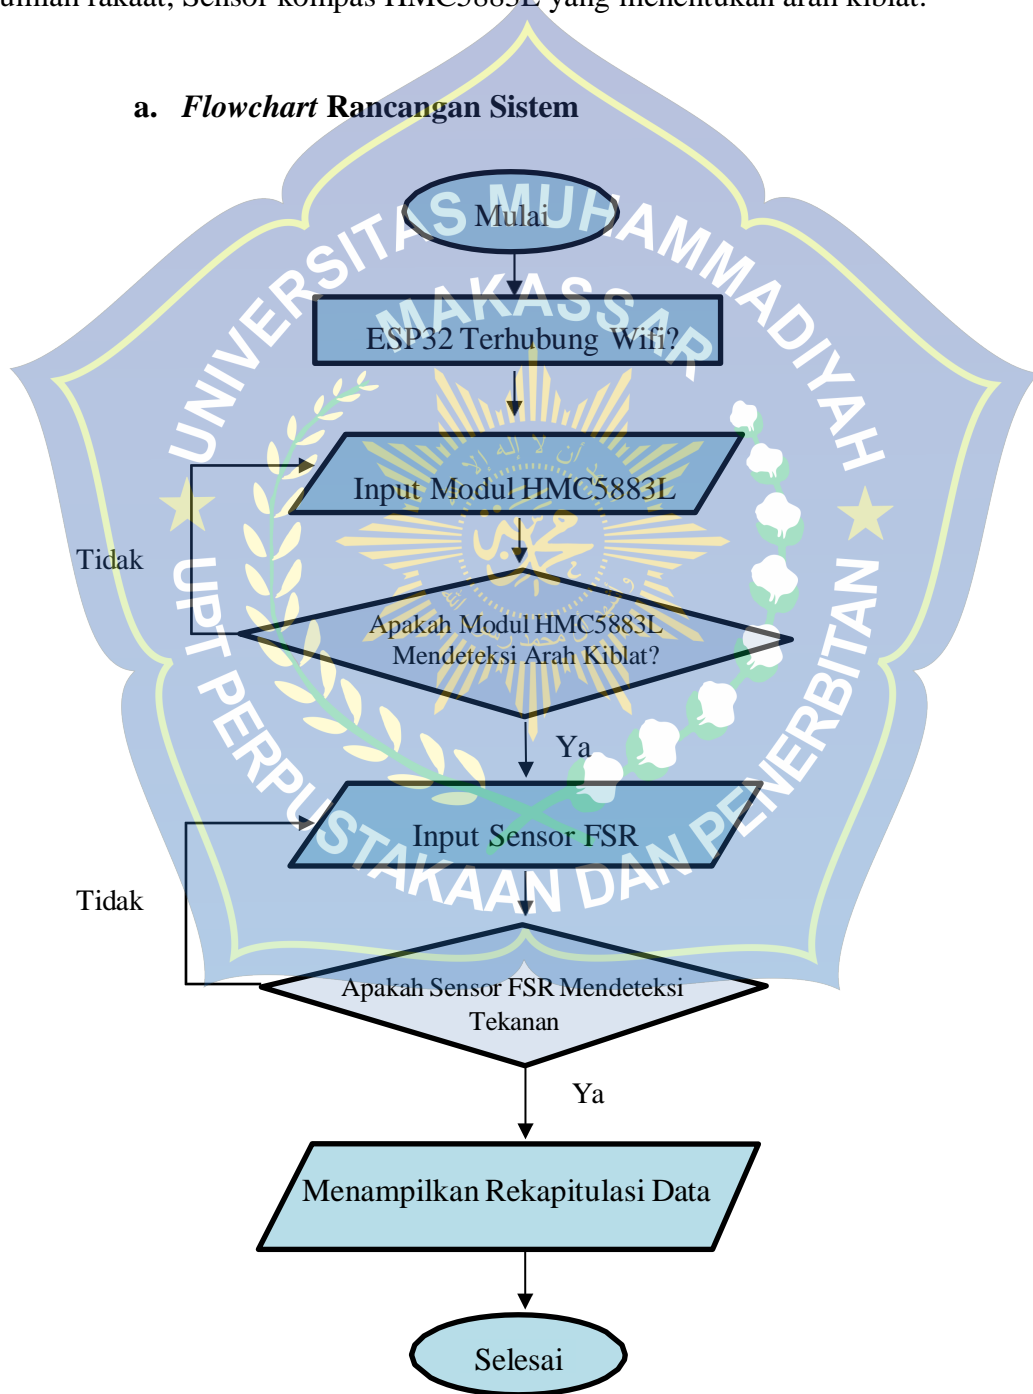 jumlah rakaat, Sensor kompas HMC5883L yang menentukan arah kiblat.
a. Flowchart Rancangan Sistem
Mulai
ESP32 Terhubung Wifi?
Input Modul HMC5883L
Tidak
Apakah Modul HMC5883L
Mendeteksi Arah Kiblat?
Ya
Input Sensor FSR
Tidak
Apakah Sensor FSR Mendeteksi
Tekanan
Ya
Menampilkan Rekapitulasi Data
Selesai
UNIVERSITAS MUHAMMADIYAH
MAKASSAR
UPT PERPUSTAKAAN DAN PENERBITAN
محمد